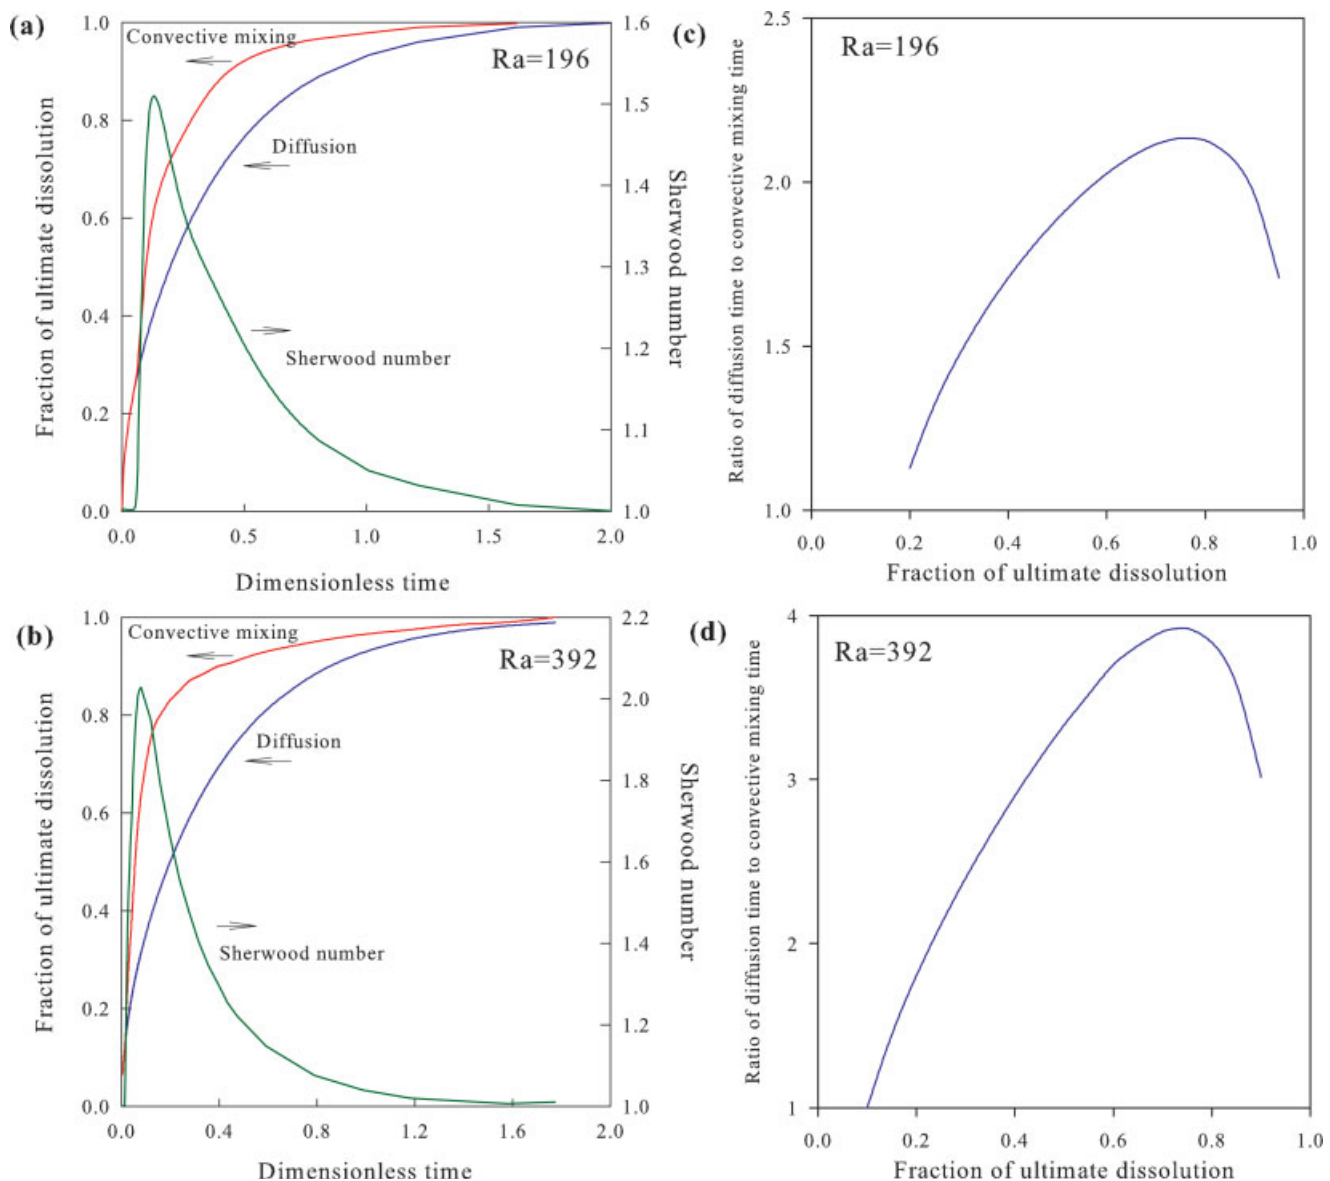 (a)
Convective mixing
Ra=196
Diffusion
Sherwood number
Fraction of ultimate dissolution
1.0
0.8
0.6
0.4
0.2
0.0
1.6
1.5
1.4
1.3
1.2
1.1
1.0
Sherwood number
0.0 0.5 1.0 1.5 2.0
Dimensionless time
(c)
Ra=196
Ratio of diffusion time to convective mixing time
2.5
2.0
1.5
1.0
0.0 0.2 0.4 0.6 0.8 1.0
Fraction of ultimate dissolution
(b)
Convective mixing
Ra=392
Diffusion
Sherwood number
Fraction of ultimate dissolution
1.0
0.8
0.6
0.4
0.2
0.0
2.2
2.0
1.8
1.6
1.4
1.2
1.0
Sherwood number
0.0 0.4 0.8 1.2 1.6 2.0
Dimensionless time
(d)
Ra=392
Ratio of diffusion time to convective mixing time
4
3
2
1
0.0 0.2 0.4 0.6 0.8 1.0
Fraction of ultimate dissolution